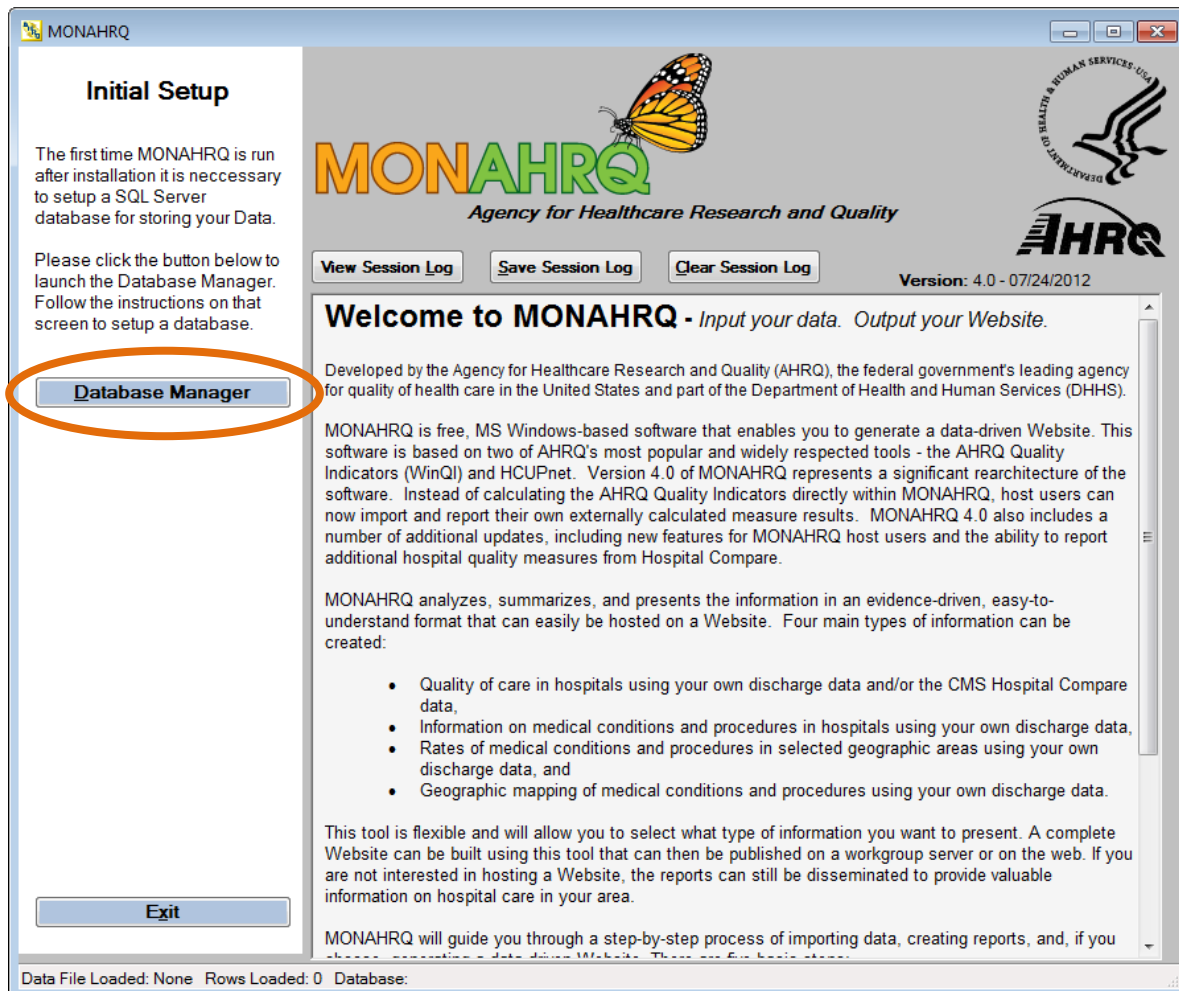 MONAHRQ
Initial Setup
The first time MONAHRQ is run
after installation it is neccessary
to setup a SQL Server
database for storing your Data.
Please click the button below to
launch the Database Manager.
Follow the instructions on that
screen to setup a database.
Database Manager
Exit
MONAHRQ
Agency for Healthcare Research and Quality
DEPARTMENT OF HEALTH & HUMAN SERVICES·USA
AHRQ
View Session Log
Save Session Log
Clear Session Log
Version: 4.0 - 07/24/2012
Welcome to MONAHRQ - Input your data. Output your Website.
Developed by the Agency for Healthcare Research and Quality (AHRQ), the federal government's leading agency
for quality of health care in the United States and part of the Department of Health and Human Services (DHHS).
MONAHRQ is free, MS Windows-based software that enables you to generate a data-driven Website. This
software is based on two of AHRQ's most popular and widely respected tools - the AHRQ Quality
Indicators (WinQI) and HCUPnet. Version 4.0 of MONAHRQ represents a significant rearchitecture of the
software. Instead of calculating the AHRQ Quality Indicators directly within MONAHRQ, host users can
now import and report their own externally calculated measure results. MONAHRQ 4.0 also includes a
number of additional updates, including new features for MONAHRQ host users and the ability to report
additional hospital quality measures from Hospital Compare.
MONAHRQ analyzes, summarizes, and presents the information in an evidence-driven, easy-to-
understand format that can easily be hosted on a Website. Four main types of information can be
created:
• Quality of care in hospitals using your own discharge data and/or the CMS Hospital Compare
data,
• Information on medical conditions and procedures in hospitals using your own discharge data,
• Rates of medical conditions and procedures in selected geographic areas using your own
discharge data, and
• Geographic mapping of medical conditions and procedures using your own discharge data.
This tool is flexible and will allow you to select what type of information you want to present. A complete
Website can be built using this tool that can then be published on a workgroup server or on the web. If you
are not interested in hosting a Website, the reports can still be disseminated to provide valuable
information on hospital care in your area.
MONAHRQ will guide you through a step-by-step process of importing data, creating reports, and, if you
Data File Loaded: None Rows Loaded: 0 Database: